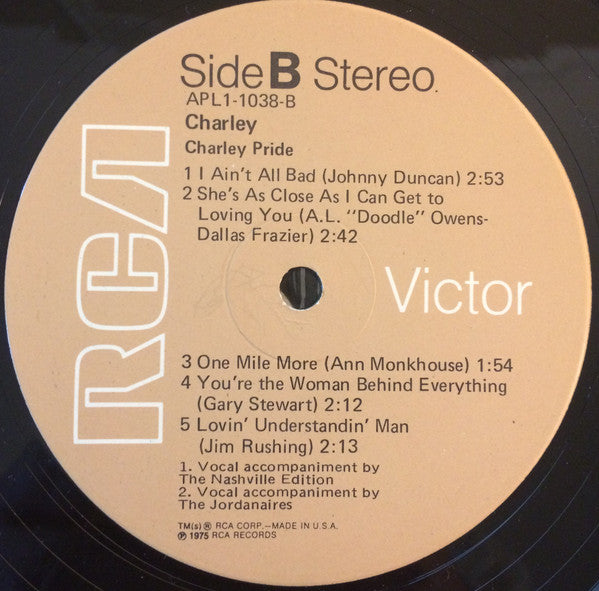 Side B Stereo.
APL1-1038-B
Charley
Charley Pride
1 I Ain't All Bad (Johnny Duncan) 2:53
2 She's As Close As I Can Get to
Loving You (A.L. "Doodle" Owens-
Dallas Frazier) 2:42
RCA
Victor
3 One Mile More (Ann Monkhouse) 1:54
4 You're the Woman Behind Everything
(Gary Stewart) 2:12
5 Lovin' Understandin' Man
(Jim Rushing) 2:13
1. Vocal accompaniment by
The Nashville Edition
2. Vocal accompaniment by
The Jordanaires
TM(s) ® RCA CORP.—MADE IN U.S.A.
℗ 1975 RCA RECORDS